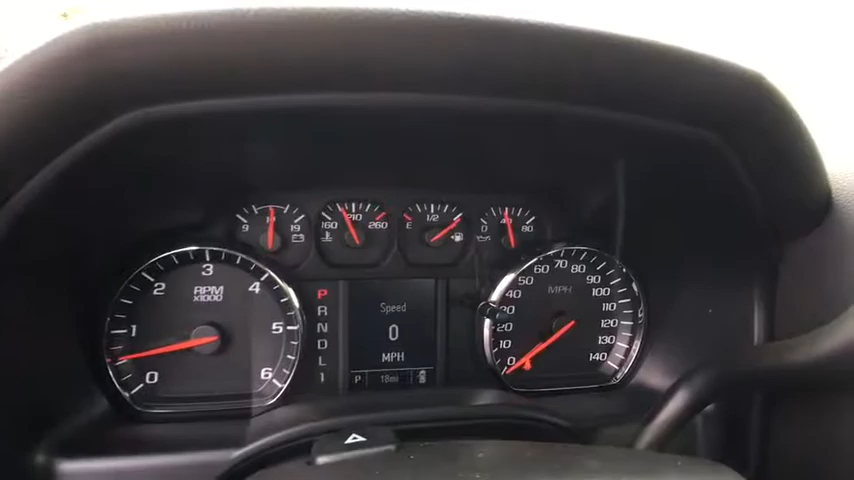 9 19
160 210 260
E 1/2
0 40 80
0 1 2 3 4 5 6
RPM
x1000
P
R
N
D
L
1
Speed
0
MPH
P 18mi
0 10 20 30 40 50 60 70 80 90 100 110 120 130 140
MPH